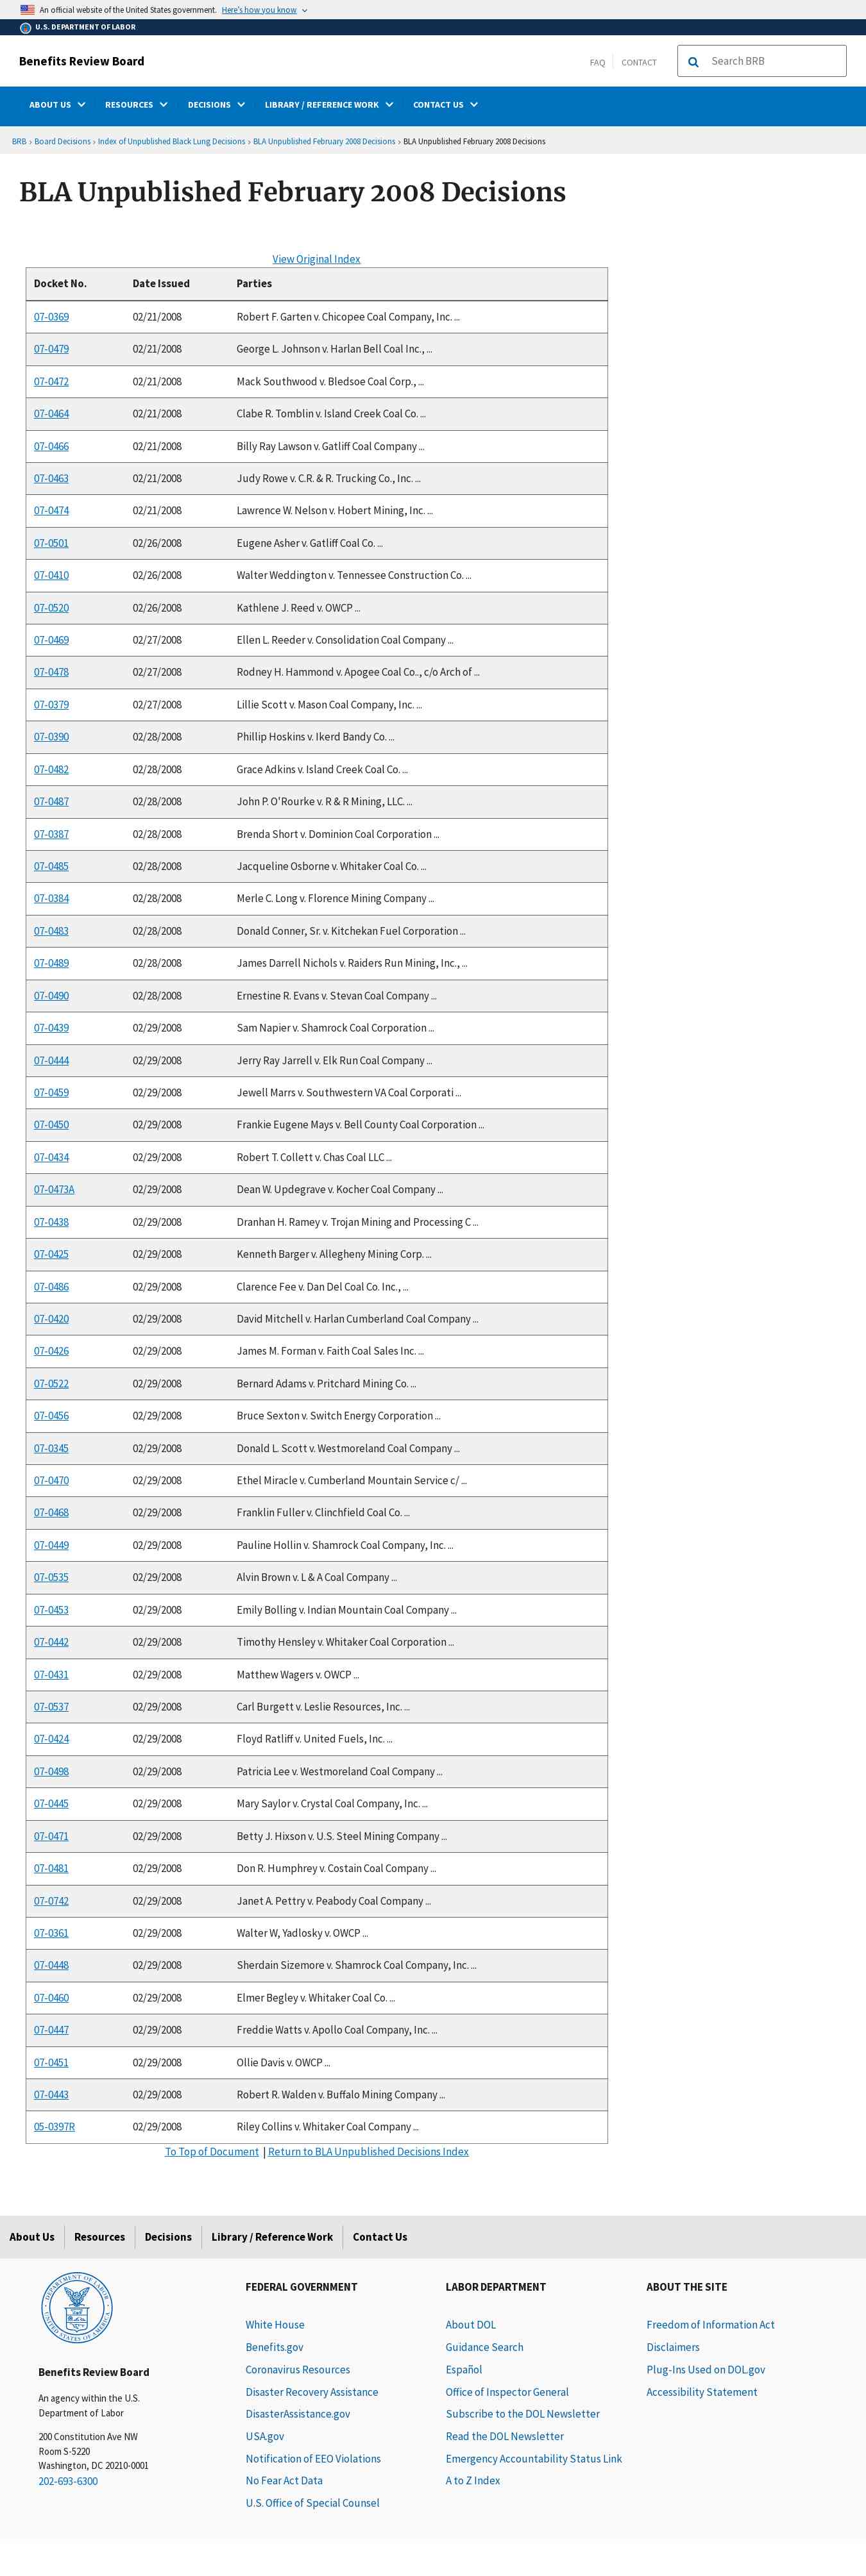 An official website of the United States government. Here's how you know
U.S. DEPARTMENT OF LABOR
Benefits Review Board
FAQ CONTACT Search BRB
ABOUT US RESOURCES DECISIONS LIBRARY / REFERENCE WORK CONTACT US
BRB › Board Decisions › Index of Unpublished Black Lung Decisions › BLA Unpublished February 2008 Decisions › BLA Unpublished February 2008 Decisions
BLA Unpublished February 2008 Decisions
View Original Index
Docket No. Date Issued Parties
07-0369 02/21/2008 Robert F. Garten v. Chicopee Coal Company, Inc. ...
07-0479 02/21/2008 George L. Johnson v. Harlan Bell Coal Inc., ...
07-0472 02/21/2008 Mack Southwood v. Bledsoe Coal Corp., ...
07-0464 02/21/2008 Clabe R. Tomblin v. Island Creek Coal Co. ...
07-0466 02/21/2008 Billy Ray Lawson v. Gatliff Coal Company ...
07-0463 02/21/2008 Judy Rowe v. C.R. & R. Trucking Co., Inc. ...
07-0474 02/21/2008 Lawrence W. Nelson v. Hobert Mining, Inc. ...
07-0501 02/26/2008 Eugene Asher v. Gatliff Coal Co. ...
07-0410 02/26/2008 Walter Weddington v. Tennessee Construction Co. ...
07-0520 02/26/2008 Kathlene J. Reed v. OWCP ...
07-0469 02/27/2008 Ellen L. Reeder v. Consolidation Coal Company ...
07-0478 02/27/2008 Rodney H. Hammond v. Apogee Coal Co.., c/o Arch of ...
07-0379 02/27/2008 Lillie Scott v. Mason Coal Company, Inc. ...
07-0390 02/28/2008 Phillip Hoskins v. Ikerd Bandy Co. ...
07-0482 02/28/2008 Grace Adkins v. Island Creek Coal Co. ...
07-0487 02/28/2008 John P. O'Rourke v. R & R Mining, LLC. ...
07-0387 02/28/2008 Brenda Short v. Dominion Coal Corporation ...
07-0485 02/28/2008 Jacqueline Osborne v. Whitaker Coal Co. ...
07-0384 02/28/2008 Merle C. Long v. Florence Mining Company ...
07-0483 02/28/2008 Donald Conner, Sr. v. Kitchekan Fuel Corporation ...
07-0489 02/28/2008 James Darrell Nichols v. Raiders Run Mining, Inc., ...
07-0490 02/28/2008 Ernestine R. Evans v. Stevan Coal Company ...
07-0439 02/29/2008 Sam Napier v. Shamrock Coal Corporation ...
07-0444 02/29/2008 Jerry Ray Jarrell v. Elk Run Coal Company ...
07-0459 02/29/2008 Jewell Marrs v. Southwestern VA Coal Corporati ...
07-0450 02/29/2008 Frankie Eugene Mays v. Bell County Coal Corporation ...
07-0434 02/29/2008 Robert T. Collett v. Chas Coal LLC ...
07-0473A 02/29/2008 Dean W. Updegrave v. Kocher Coal Company ...
07-0438 02/29/2008 Dranhan H. Ramey v. Trojan Mining and Processing C ...
07-0425 02/29/2008 Kenneth Barger v. Allegheny Mining Corp. ...
07-0486 02/29/2008 Clarence Fee v. Dan Del Coal Co. Inc., ...
07-0420 02/29/2008 David Mitchell v. Harlan Cumberland Coal Company ...
07-0426 02/29/2008 James M. Forman v. Faith Coal Sales Inc. ...
07-0522 02/29/2008 Bernard Adams v. Pritchard Mining Co. ...
07-0456 02/29/2008 Bruce Sexton v. Switch Energy Corporation ...
07-0345 02/29/2008 Donald L. Scott v. Westmoreland Coal Company ...
07-0470 02/29/2008 Ethel Miracle v. Cumberland Mountain Service c/ ...
07-0468 02/29/2008 Franklin Fuller v. Clinchfield Coal Co. ...
07-0449 02/29/2008 Pauline Hollin v. Shamrock Coal Company, Inc. ...
07-0535 02/29/2008 Alvin Brown v. L & A Coal Company ...
07-0453 02/29/2008 Emily Bolling v. Indian Mountain Coal Company ...
07-0442 02/29/2008 Timothy Hensley v. Whitaker Coal Corporation ...
07-0431 02/29/2008 Matthew Wagers v. OWCP ...
07-0537 02/29/2008 Carl Burgett v. Leslie Resources, Inc. ...
07-0424 02/29/2008 Floyd Ratliff v. United Fuels, Inc. ...
07-0498 02/29/2008 Patricia Lee v. Westmoreland Coal Company ...
07-0445 02/29/2008 Mary Saylor v. Crystal Coal Company, Inc. ...
07-0471 02/29/2008 Betty J. Hixson v. U.S. Steel Mining Company ...
07-0481 02/29/2008 Don R. Humphrey v. Costain Coal Company ...
07-0742 02/29/2008 Janet A. Pettry v. Peabody Coal Company ...
07-0361 02/29/2008 Walter W, Yadlosky v. OWCP ...
07-0448 02/29/2008 Sherdain Sizemore v. Shamrock Coal Company, Inc. ...
07-0460 02/29/2008 Elmer Begley v. Whitaker Coal Co. ...
07-0447 02/29/2008 Freddie Watts v. Apollo Coal Company, Inc. ...
07-0451 02/29/2008 Ollie Davis v. OWCP ...
07-0443 02/29/2008 Robert R. Walden v. Buffalo Mining Company ...
05-0397R 02/29/2008 Riley Collins v. Whitaker Coal Company ...
To Top of Document | Return to BLA Unpublished Decisions Index
About Us Resources Decisions Library / Reference Work Contact Us
DEPARTMENT OF LABOR
UNITED STATES OF AMERICA
Benefits Review Board
An agency within the U.S.
Department of Labor
200 Constitution Ave NW
Room S-5220
Washington, DC 20210-0001
202-693-6300
FEDERAL GOVERNMENT
White House
Benefits.gov
Coronavirus Resources
Disaster Recovery Assistance
DisasterAssistance.gov
USA.gov
Notification of EEO Violations
No Fear Act Data
U.S. Office of Special Counsel
LABOR DEPARTMENT
About DOL
Guidance Search
Español
Office of Inspector General
Subscribe to the DOL Newsletter
Read the DOL Newsletter
Emergency Accountability Status Link
A to Z Index
ABOUT THE SITE
Freedom of Information Act
Disclaimers
Plug-Ins Used on DOL.gov
Accessibility Statement